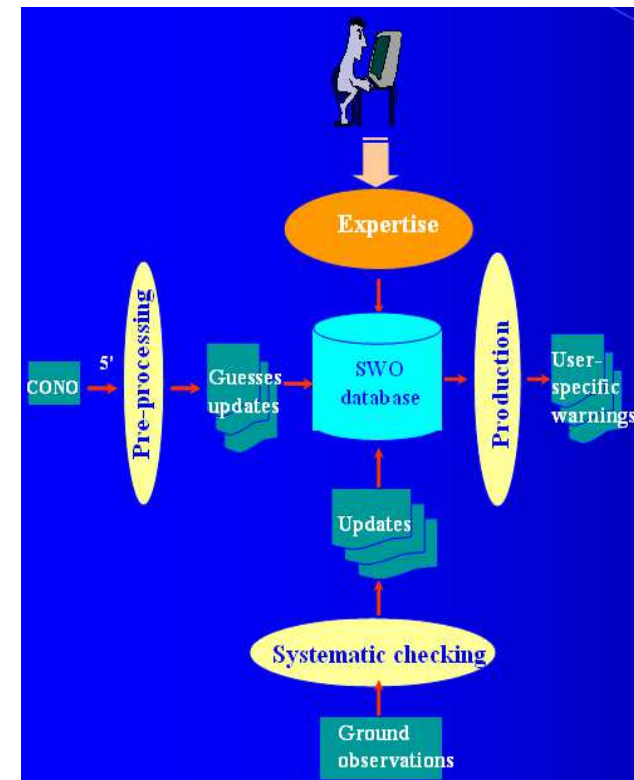 Expertise
5'
CONO
Pre-processing
Guesses
updates
SWO
database
Production
User-
specific
warnings
Updates
Systematic checking
Ground
observations